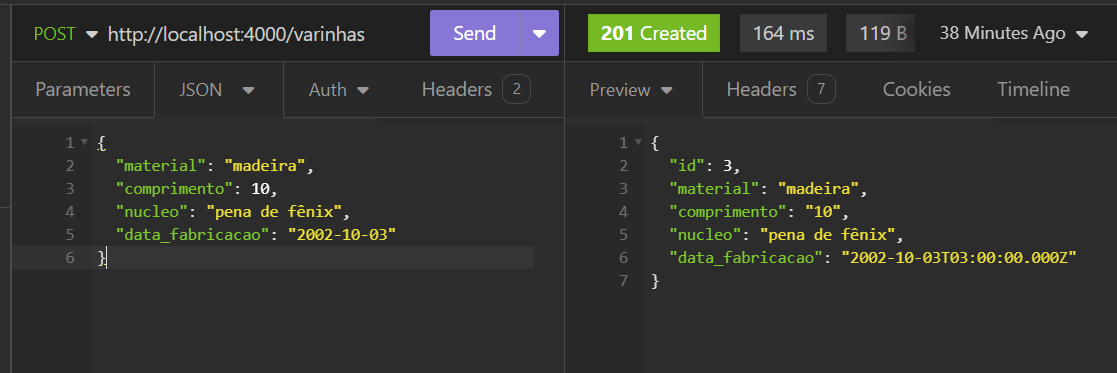 POST http://localhost:4000/varinhas Send 201 Created 164 ms 119 B 38 Minutes Ago
Parameters JSON Auth Headers 2 Preview Headers 7 Cookies Timeline
1 {
2 "material": "madeira",
3 "comprimento": 10,
4 "nucleo": "pena de fênix",
5 "data_fabricacao": "2002-10-03"
6 }
1 {
2 "id": 3,
3 "material": "madeira",
4 "comprimento": "10",
5 "nucleo": "pena de fênix",
6 "data_fabricacao": "2002-10-03T03:00:00.000Z"
7 }